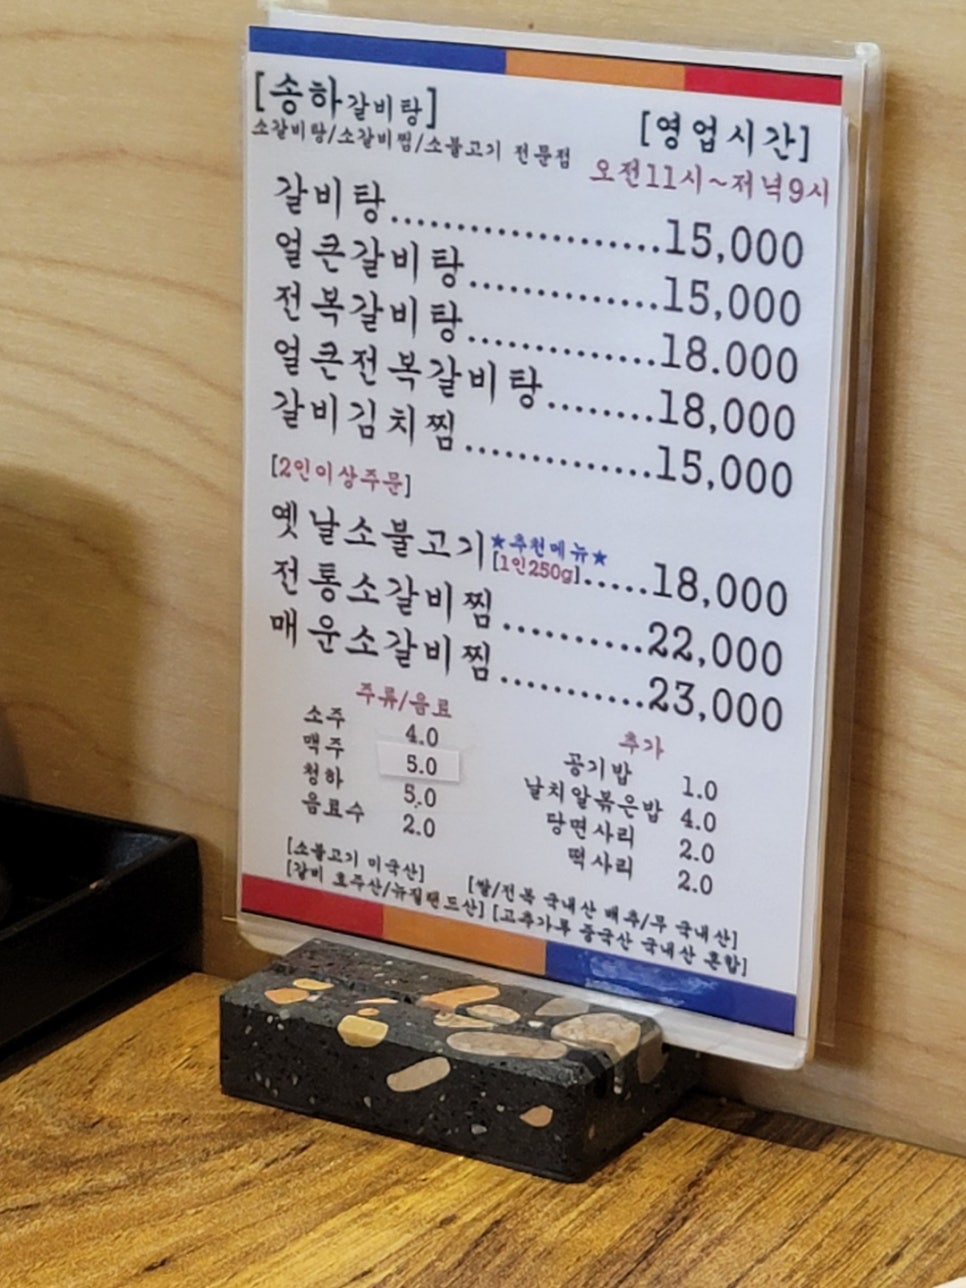 [송하갈비탕]
소갈비탕/소갈비찜/소불고기 전문점
[영업시간]
오전11시~저녁9시
갈비탕....................15,000
얼큰갈비탕..............15,000
전복갈비탕..............18.000
얼큰전복갈비탕........18,000
갈비김치찜..............15,000
[2인이상주문]
옛날소불고기★추천메뉴★[1인250g].....18,000
전통소갈비찜..........22,000
매운소갈비찜..........23,000
주류/음료
소주 4.0
맥주 5.0
청하 5.0
음료수 2.0
추가
공기밥 1.0
날치알볶은밥 4.0
당면사리 2.0
떡사리 2.0
[소불고기 미국산]
[갈비 호주산/뉴질랜드산]
[쌀/전복 국내산 배추/무 국내산]
[고추가루 중국산 국내산 혼합]